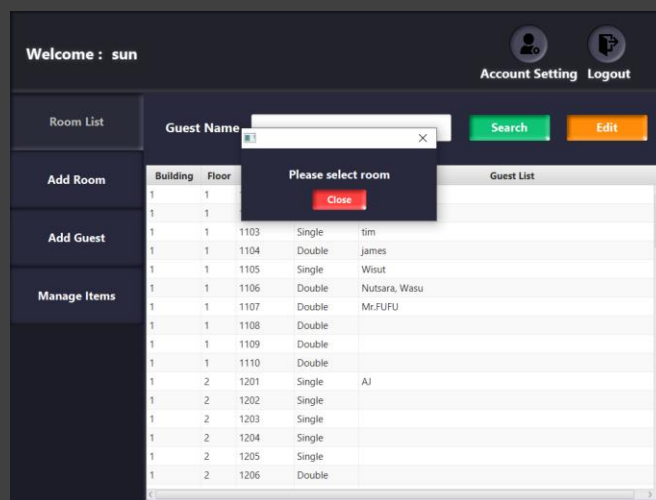 Welcome : sun
Account Setting Logout
Room List
Add Room
Add Guest
Manage Items
Guest Name
Search
Edit
Please select room
Close
Building Floor Guest List
1 1
1 1
1 1 1103 Single tim
1 1 1104 Double james
1 1 1105 Single Wisut
1 1 1106 Double Nutsara, Wasu
1 1 1107 Double Mr.FUFU
1 1 1108 Double
1 1 1109 Double
1 1 1110 Double
1 2 1201 Single AJ
1 2 1202 Single
1 2 1203 Single
1 2 1204 Single
1 2 1205 Single
1 2 1206 Double